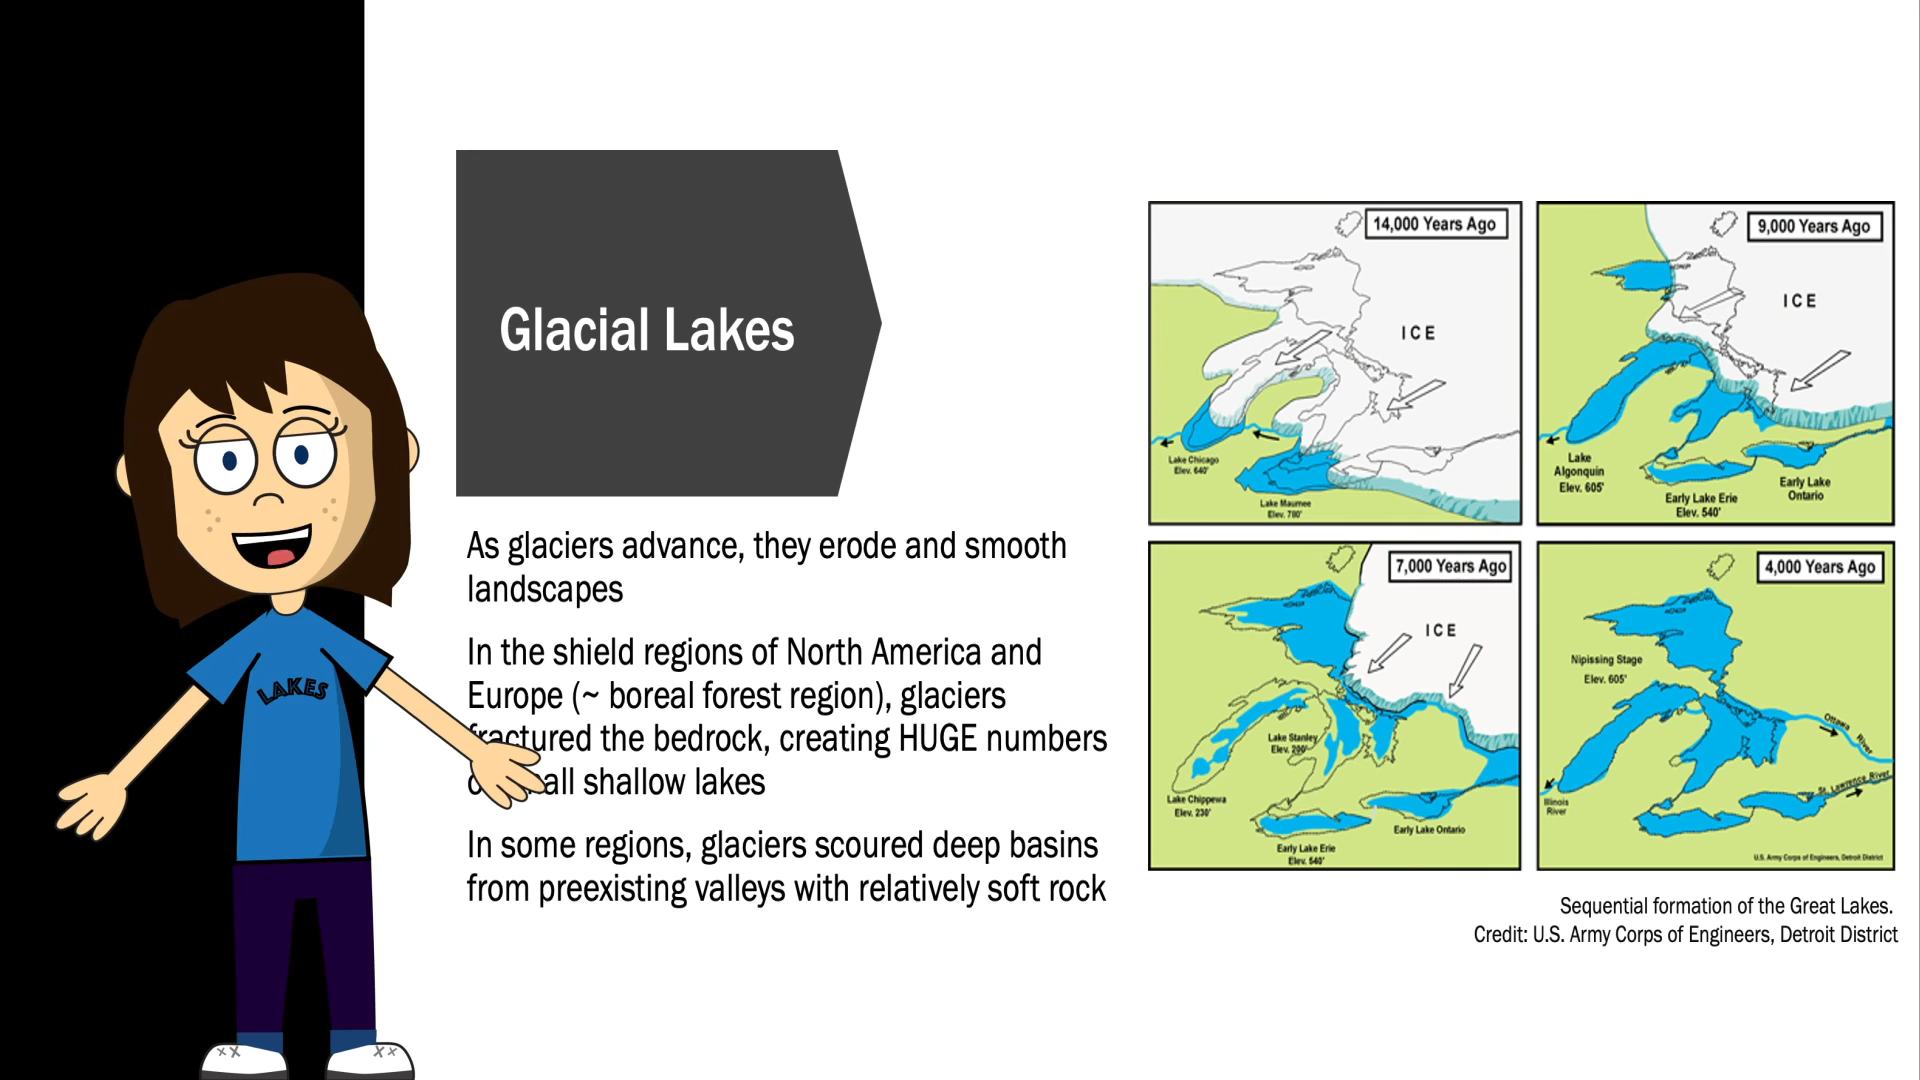 Glacial Lakes
As glaciers advance, they erode and smooth
landscapes
In the shield regions of North America and
Europe (~ boreal forest region), glaciers
fractured the bedrock, creating HUGE numbers
shallow lakes
In some regions, glaciers scoured deep basins
from preexisting valleys with relatively soft rock
LAKES
14,000 Years Ago
ICE
Lake Chicago
Elev. 640'
Lake Maumee
Elev. 780'
9,000 Years Ago
ICE
Lake
Algonquin
Elev. 605'
Early Lake Erie
Elev. 540'
Early Lake
Ontario
7,000 Years Ago
ICE
Lake Stanley
Elev. 200'
Lake Chippewa
Elev. 230'
Early Lake Ontario
Early Lake Erie
Elev. 540'
4,000 Years Ago
Nipissing Stage
Elev. 605'
Ottawa
River
St. Lawrence River
Illinois
River
U.S. Army Corps of Engineers, Detroit District
Sequential formation of the Great Lakes.
Credit: U.S. Army Corps of Engineers, Detroit District